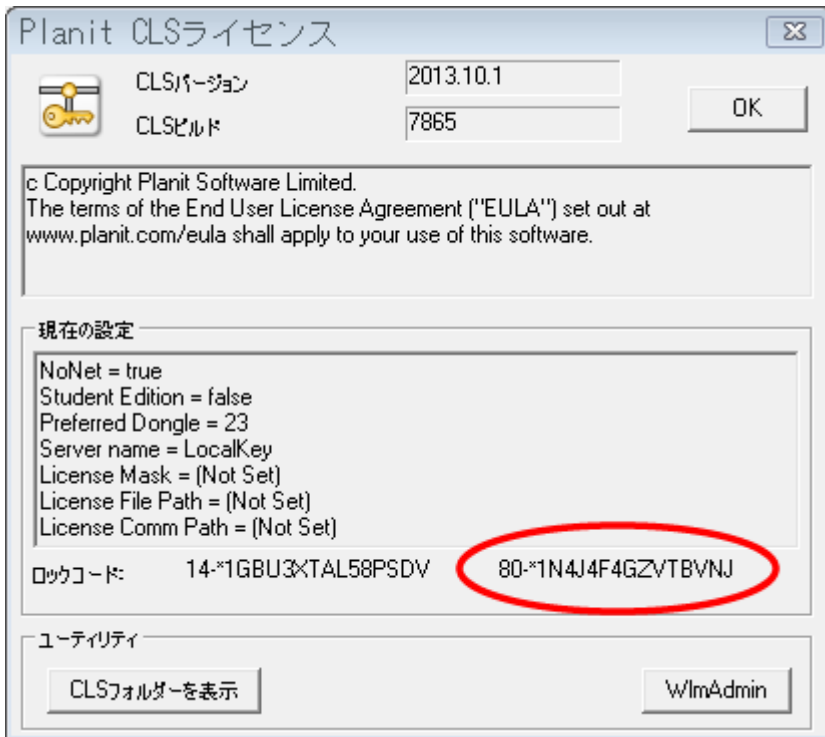 Planit CLSライセンス
CLSバージョン 2013.10.1
CLSビルド 7865
OK
c Copyright Planit Software Limited.
The terms of the End User License Agreement ("EULA") set out at
www.planit.com/eula shall apply to your use of this software.
現在の設定
NoNet = true
Student Edition = false
Preferred Dongle = 23
Server name = LocalKey
License Mask = (Not Set)
License File Path = (Not Set)
License Comm Path = (Not Set)
ロックコード: 14-*1GBU3XTAL58PSDV 80-*1N4J4F4GZVTBVNJ
ユーティリティ
CLSフォルダーを表示 WlmAdmin